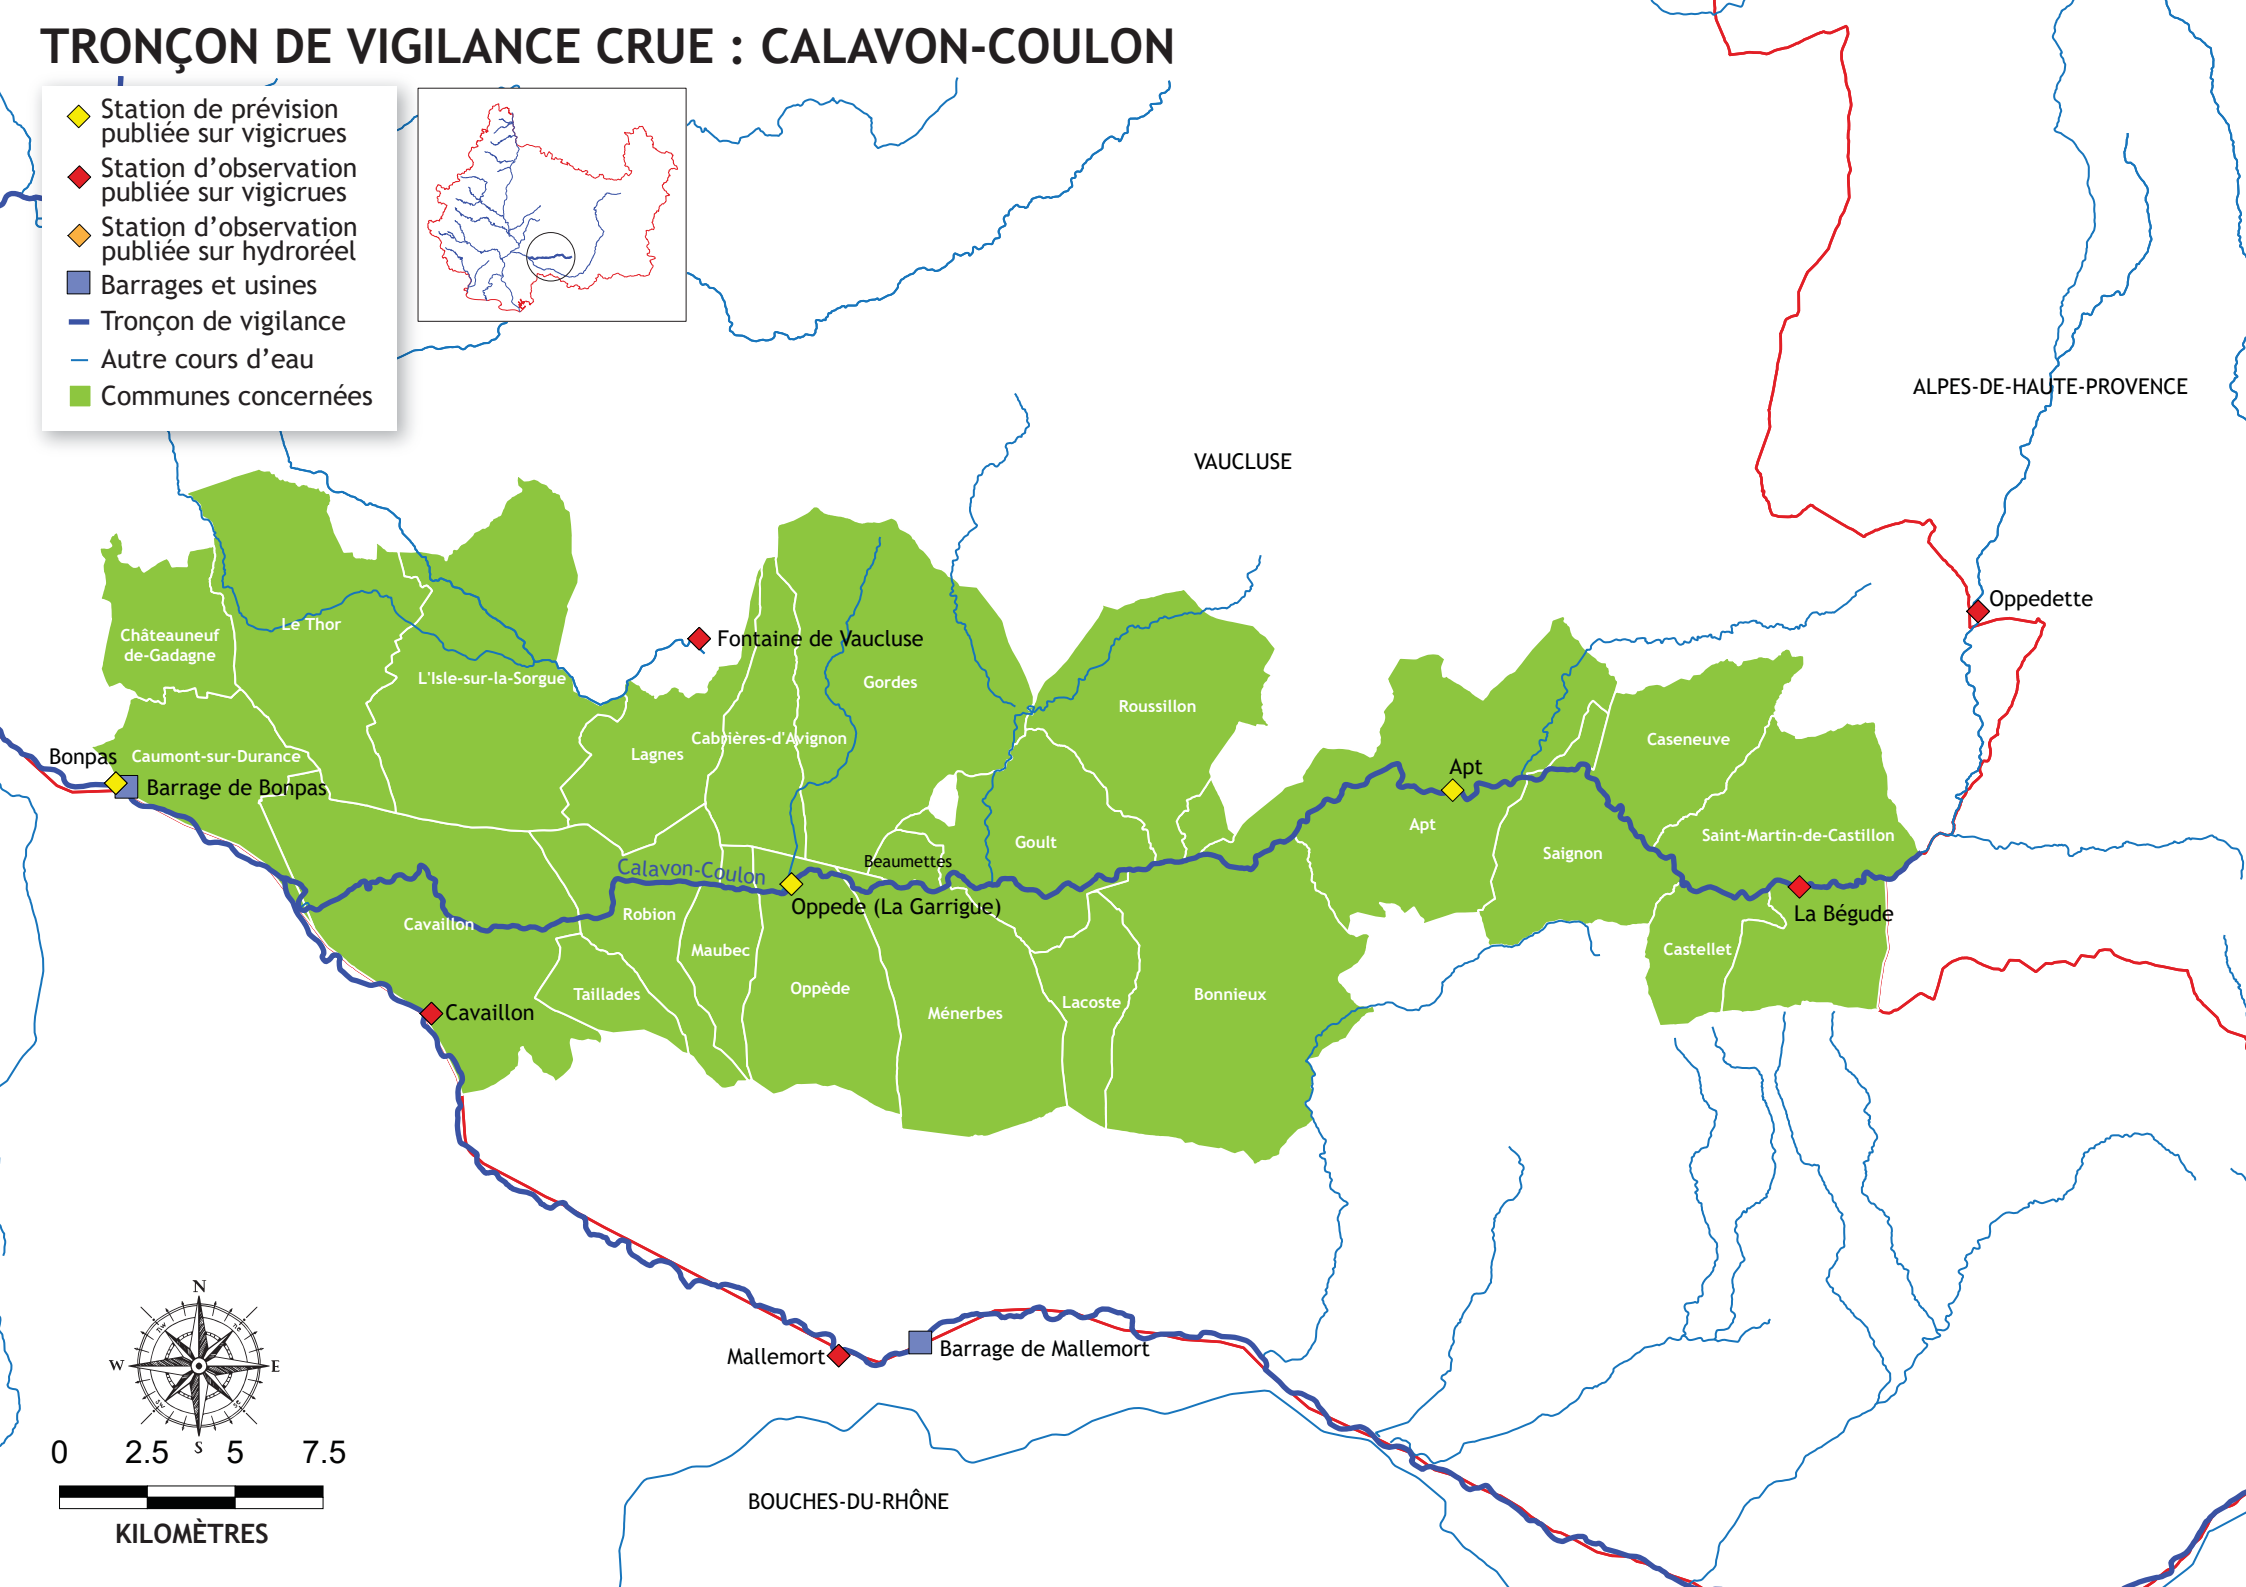 TRONÇON DE VIGILANCE CRUE : CALAVON-COULON
Station de prévision
publiée sur vigicrues
Station d’observation
publiée sur vigicrues
Station d’observation
publiée sur hydroréel
Barrages et usines
Tronçon de vigilance
Autre cours d’eau
Communes concernées
ALPES-DE-HAUTE-PROVENCE
VAUCLUSE
Oppedette
Châteauneuf
de-Gadagne
Le Thor
L'Isle-sur-la-Sorgue
Fontaine de Vaucluse
Gordes
Roussillon
Lagnes
Cabrières-d'Avignon
Caseneuve
Bonpas
Caumont-sur-Durance
Barrage de Bonpas
Apt
Apt
Goult
Saint-Martin-de-Castillon
Saignon
Beaumettes
Calavon-Coulon
Oppede (La Garrigue)
La Bégude
Cavaillon
Robion
Maubec
Castellet
Taillades
Oppède
Ménerbes
Lacoste
Bonnieux
Cavaillon
Mallemort
Barrage de Mallemort
N
nw
ne
W
E
sw
se
S
0 2.5 5 7.5
KILOMÈTRES
BOUCHES-DU-RHÔNE